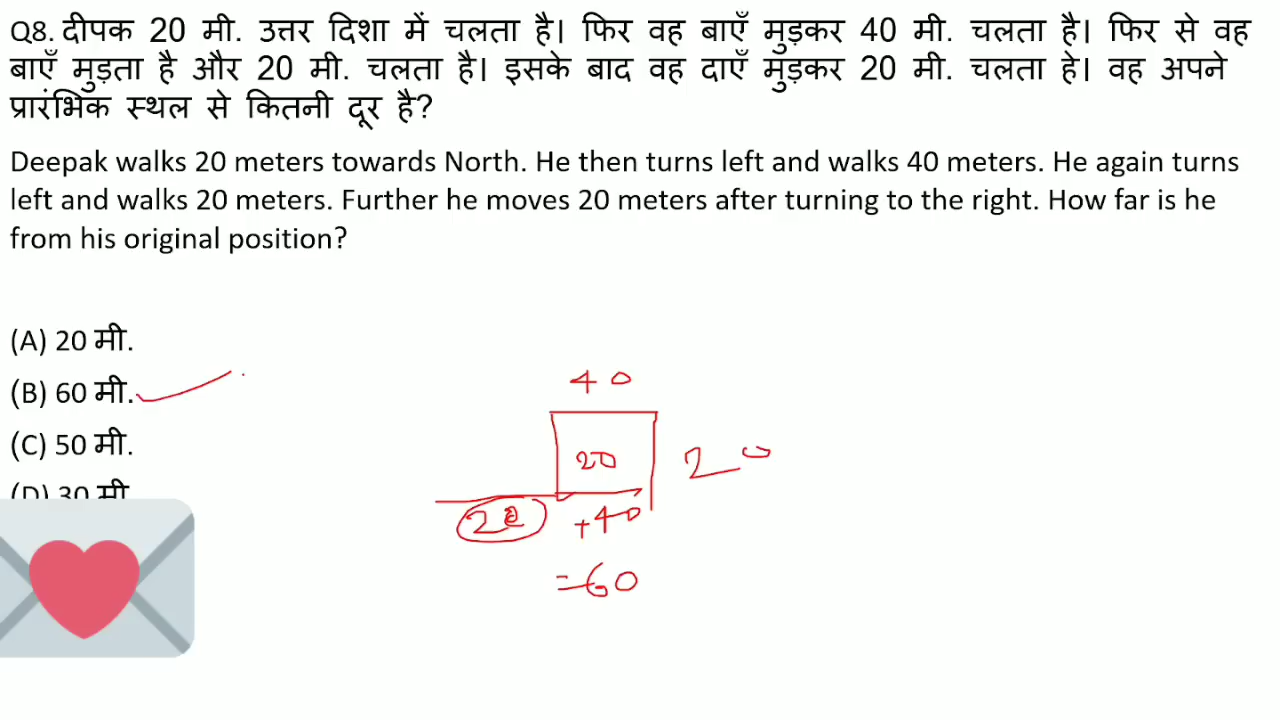 Q8. दीपक 20 मी. उत्तर दिशा में चलता है। फिर वह बाएँ मुड़कर 40 मी. चलता है। फिर से वह
बाएँ मुड़ता है और 20 मी. चलता है। इसके बाद वह दाएँ मुड़कर 20 मी. चलता हे। वह अपने
प्रारंभिक स्थल से कितनी दूर है?
Deepak walks 20 meters towards North. He then turns left and walks 40 meters. He again turns
left and walks 20 meters. Further he moves 20 meters after turning to the right. How far is he
from his original position?
(A) 20 मी.
(B) 60 मी.
(C) 50 मी.
(D) 30 मी
40
20
20
20 +40
=60